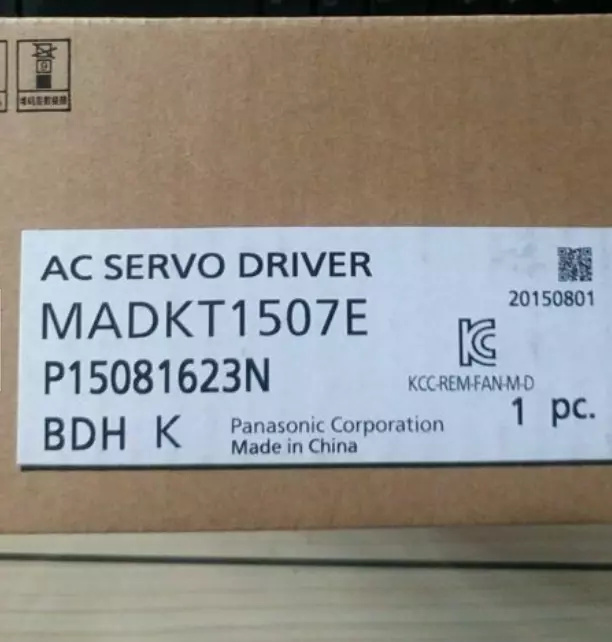 AC SERVO DRIVER
MADKT1507E
20150801
P15081623N
KCC-REM-FAN-M-D
1 pc.
BDH K
Panasonic Corporation
Made in China